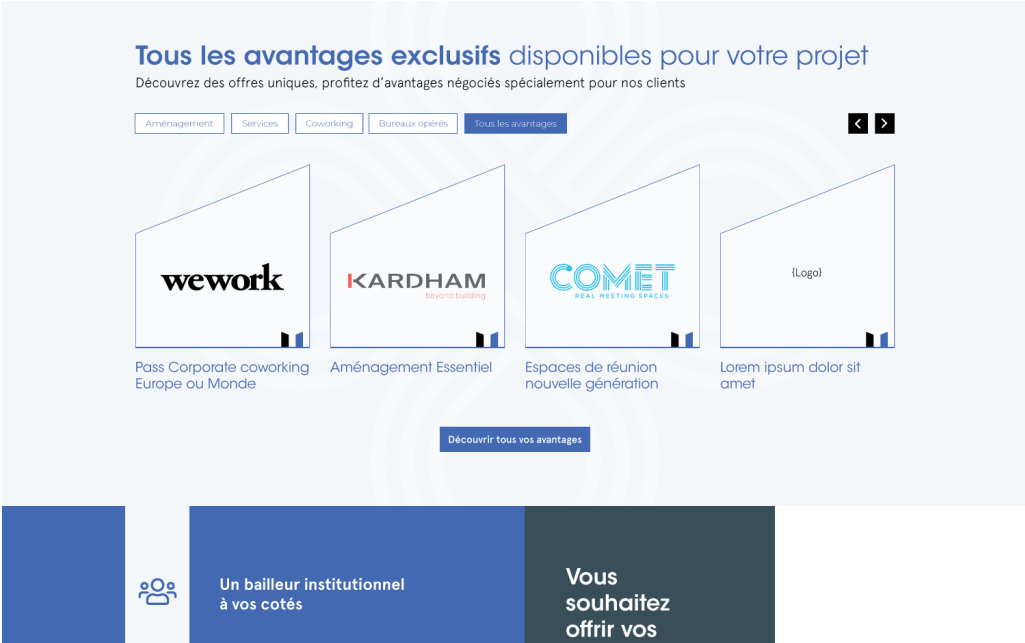 Tous les avantages exclusifs disponibles pour votre projet
Découvrez des offres uniques, profitez d'avantages négociés spécialement pour nos clients
Aménagement
Services
Coworking
Bureaux opérés
Tous les avantages
wework
KARDHAM
beyond building
COMET
REAL MEETING SPACES
{Logo}
Pass Corporate coworking
Europe ou Monde
Aménagement Essentiel
Espaces de réunion
nouvelle génération
Lorem ipsum dolor sit
amet
Découvrir tous vos avantages
Un bailleur institutionnel
à vos cotés
Vous
souhaitez
offrir vos